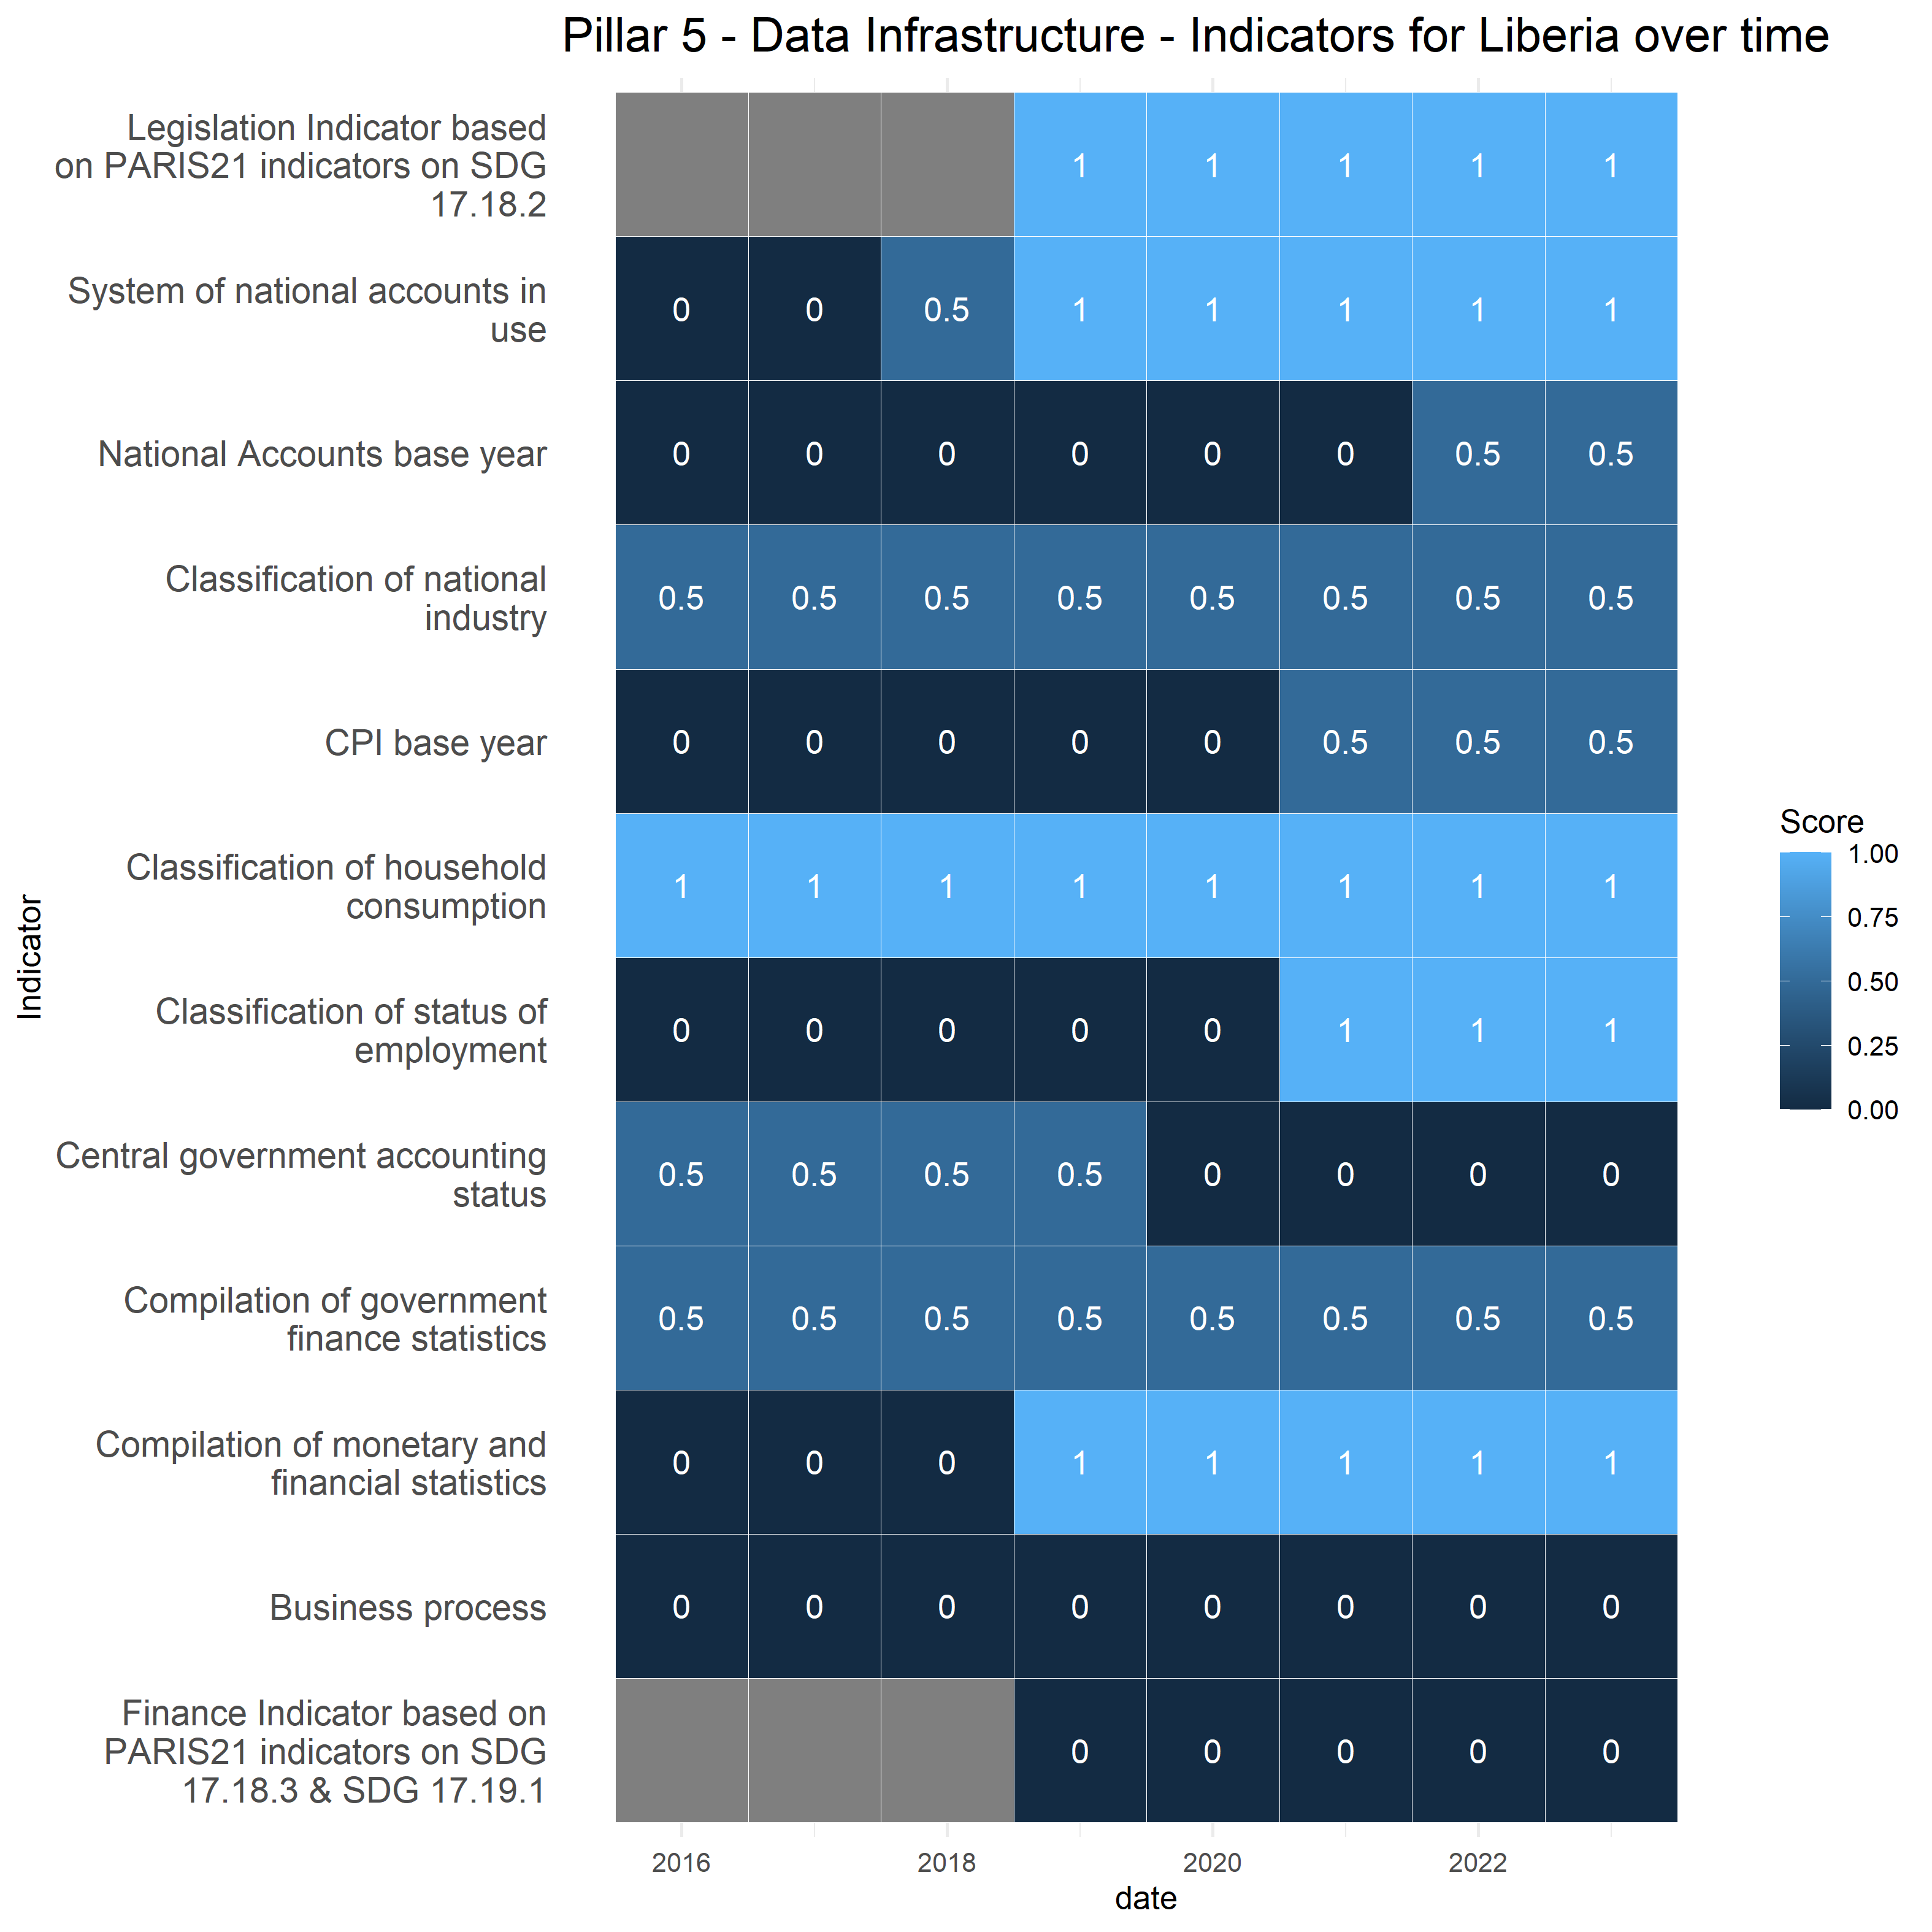 Pillar 5 - Data Infrastructure - Indicators for Liberia over time
Legislation Indicator based
on PARIS21 indicators on SDG
17.18.2
1 1 1 1 1
System of national accounts in
use
0 0 0.5 1 1 1 1 1
National Accounts base year
0 0 0 0 0 0 0.5 0.5
Classification of national
industry
0.5 0.5 0.5 0.5 0.5 0.5 0.5 0.5
CPI base year
0 0 0 0 0 0.5 0.5 0.5
Classification of household
consumption
1 1 1 1 1 1 1 1
Classification of status of
employment
0 0 0 0 0 1 1 1
Central government accounting
status
0.5 0.5 0.5 0.5 0 0 0 0
Compilation of government
finance statistics
0.5 0.5 0.5 0.5 0.5 0.5 0.5 0.5
Compilation of monetary and
financial statistics
0 0 0 1 1 1 1 1
Business process
0 0 0 0 0 0 0 0
Finance Indicator based on
PARIS21 indicators on SDG
17.18.3 & SDG 17.19.1
0 0 0 0 0
2016 2018 2020 2022
date
Indicator
Score
1.00
0.75
0.50
0.25
0.00